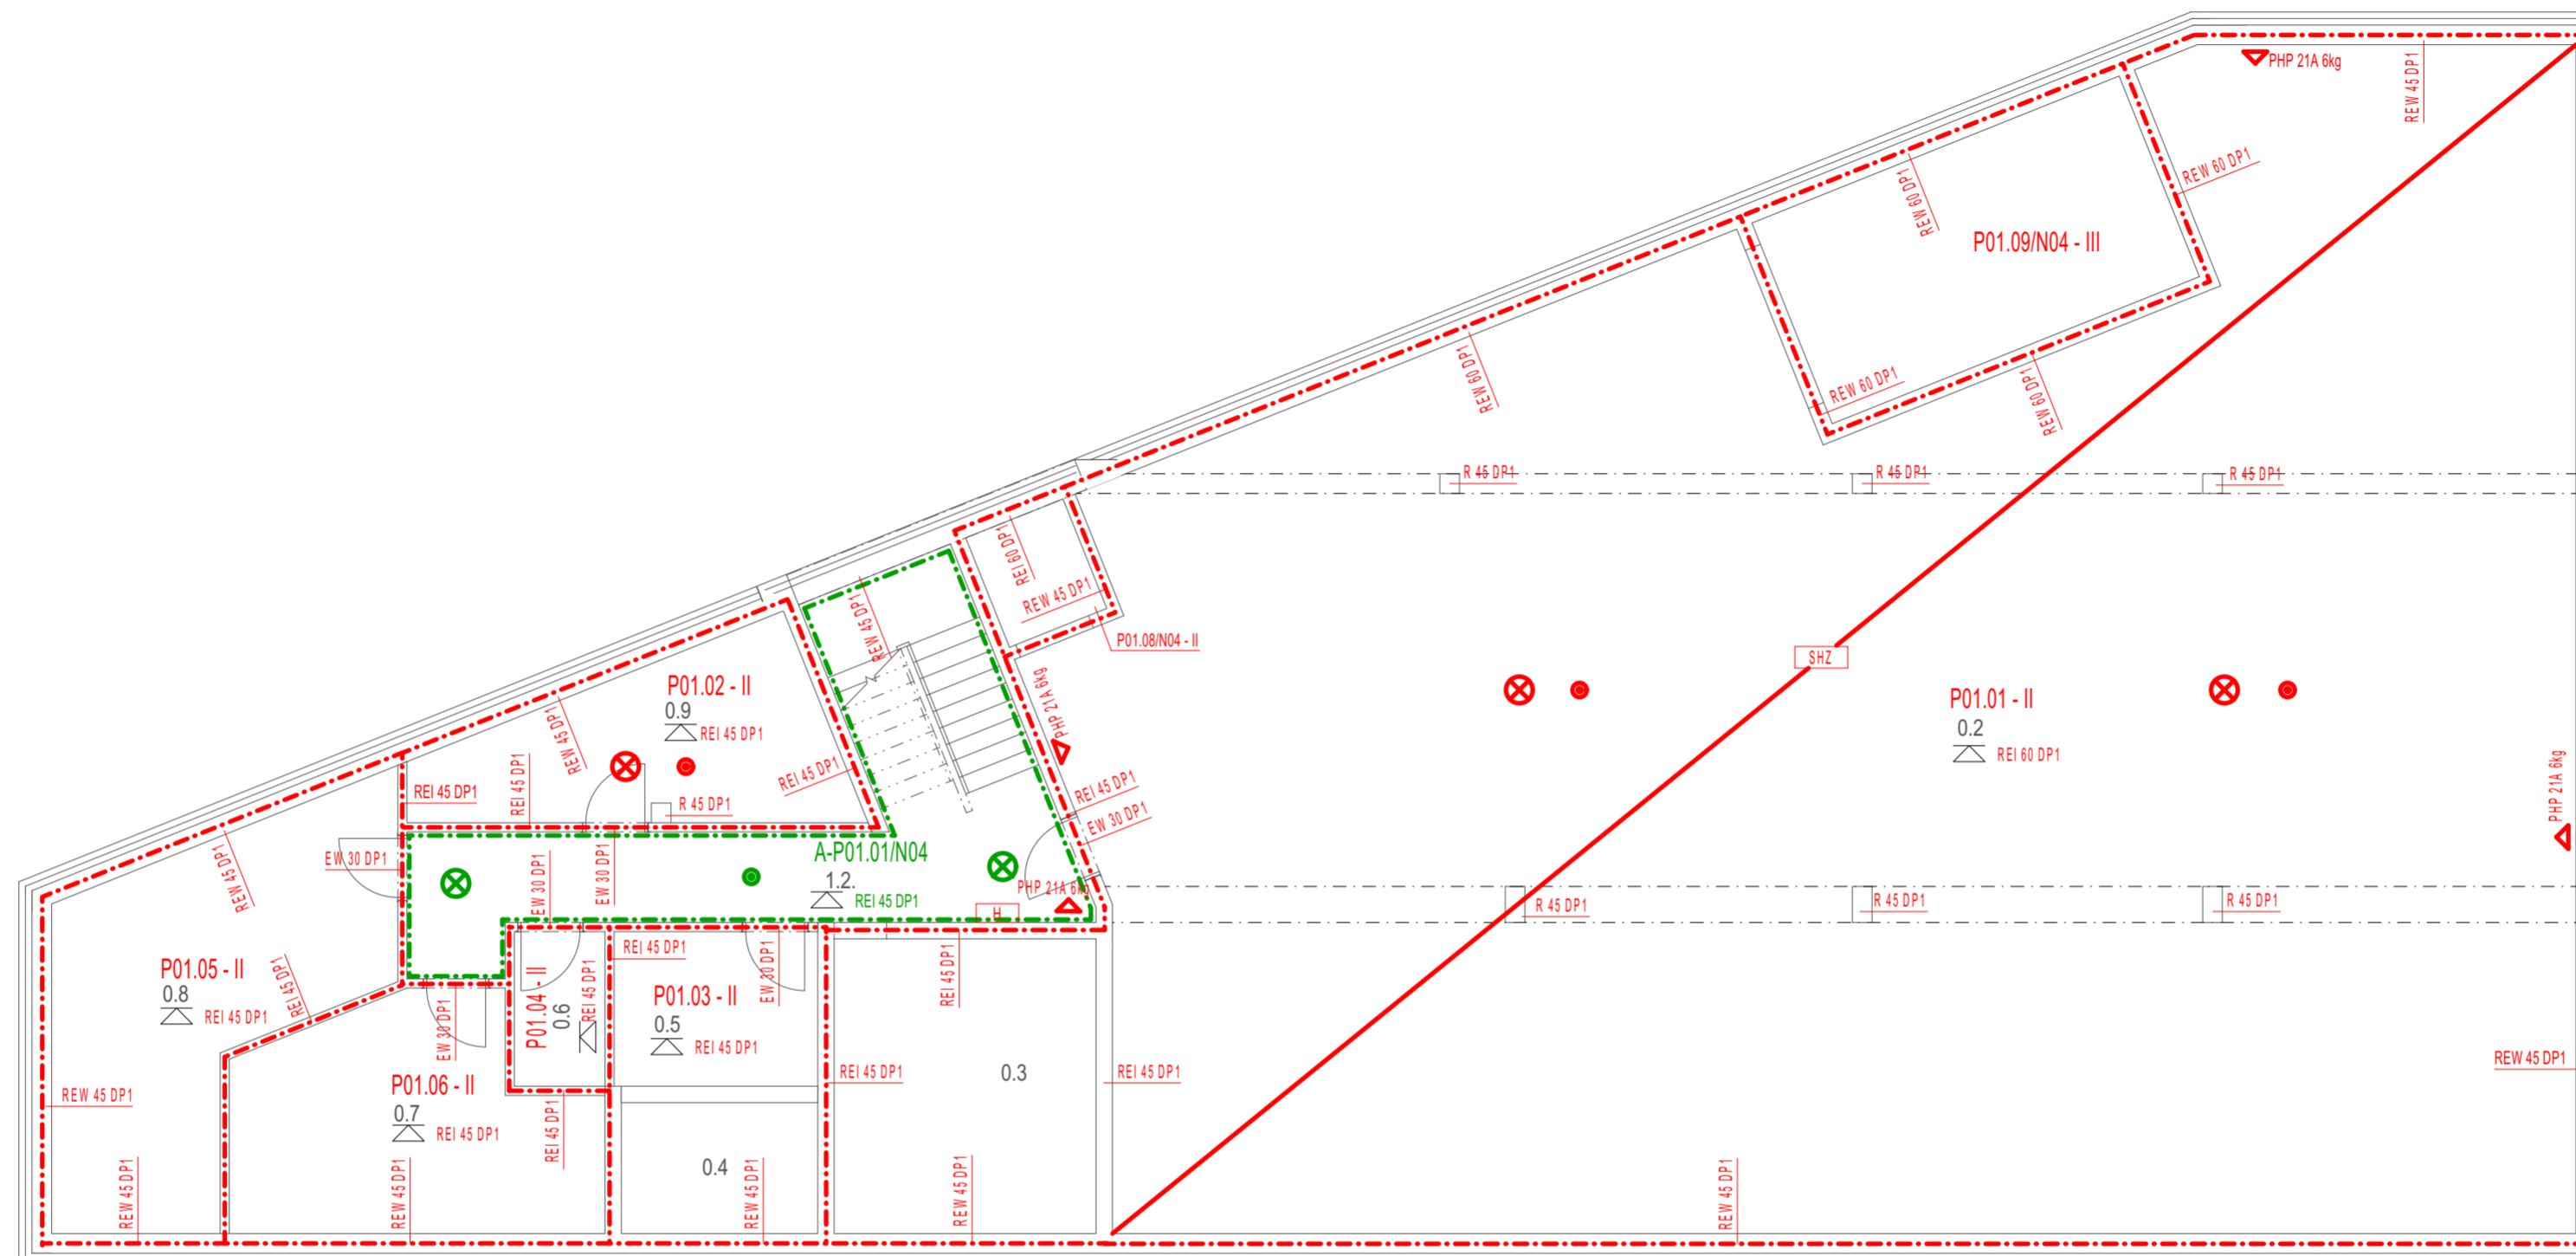 PHP 21A 6kg
REW 45 DP1
REW 60 DP1
REW 60 DP1
P01.09/N04 - III
REW 60 DP1
REW 60 DP1
REW 60 DP1
R 45 DP1
R 45 DP1
R 45 DP1
REI 60 DP1
REW 45 DP1
REW 45 DP1
P01.08/N04 - II
SHZ
PHP 21A 6kg
P01.02 - II
0.9
REI 45 DP1
P01.01 - II
0.2
REI 60 DP1
REW 45 DP1
REI 45 DP1
REI 45 DP1
REI 45 DP1
R 45 DP1
REI 45 DP1
EW 30 DP1
PHP 21A 6kg
REW 45 DP1
EW 30 DP1
EW 30 DP1
EW 30 DP1
A-P01.01/N04
1.2.
REI 45 DP1
PHP 21A 6kg
H
R 45 DP1
R 45 DP1
R 45 DP1
P01.05 - II
0.8
REI 45 DP1
REI 45 DP1
EW 30 DP1
P01.04 - II
0.6
REI 45 DP1
REI 45 DP1
P01.03 - II
0.5
REI 45 DP1
EW 30 DP1
REI 45 DP1
0.3
REI 45 DP1
REI 45 DP1
REW 45 DP1
REW 45 DP1
P01.06 - II
0.7
REI 45 DP1
REI 45 DP1
0.4
REW 45 DP1
REW 45 DP1
REW 45 DP1
REW 45 DP1
REW 45 DP1